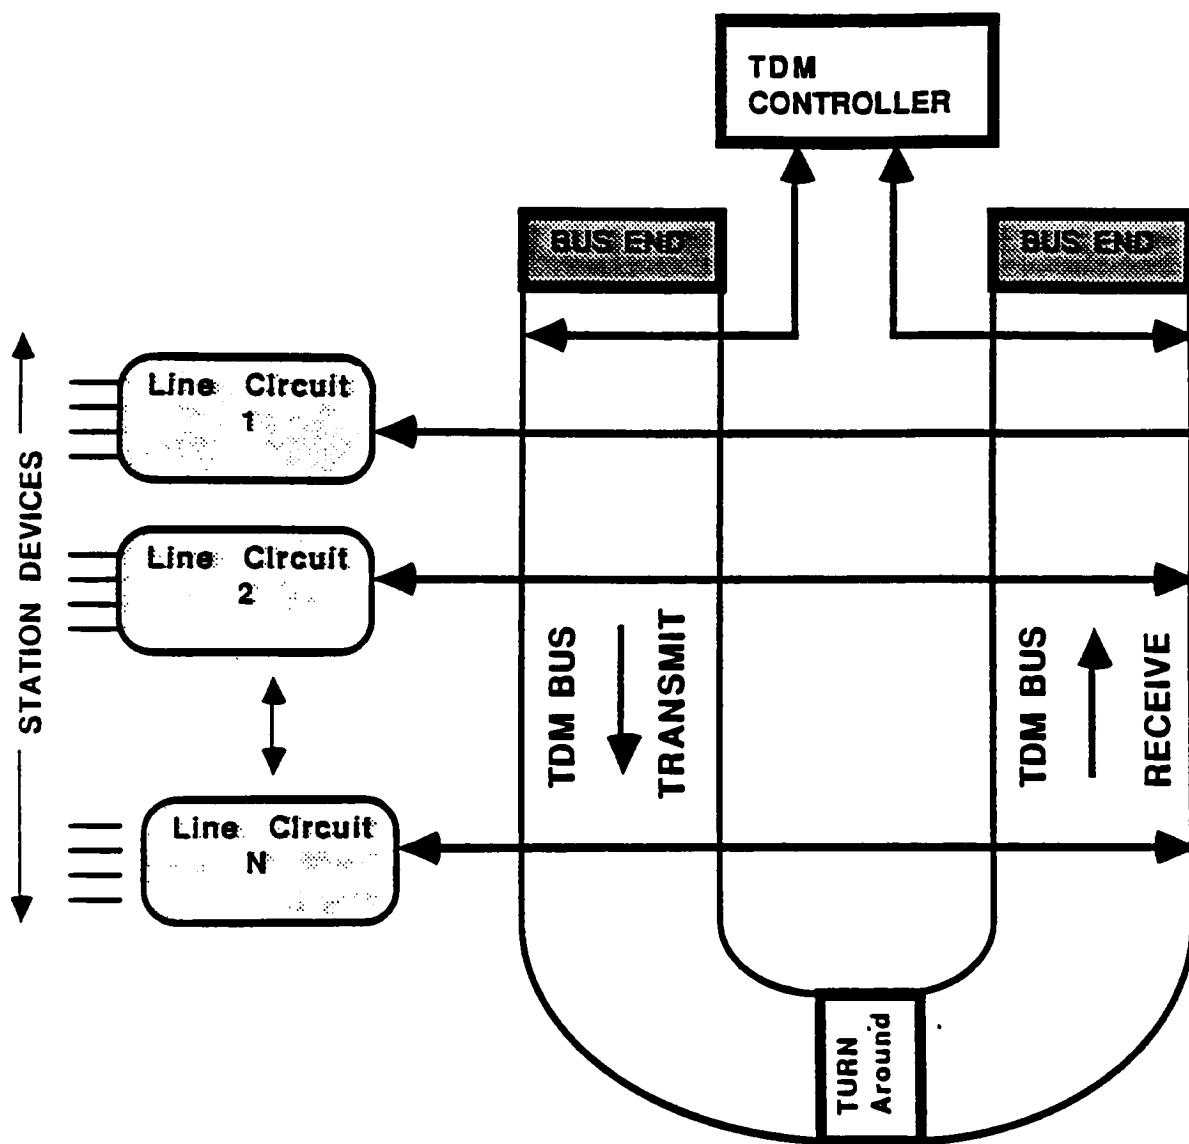 TDM
CONTROLLER
BUS END
BUS END
STATION DEVICES
Line Circuit
1
Line Circuit
2
Line Circuit
N
TDM BUS
TRANSMIT
TDM BUS
RECEIVE
TURN
Around